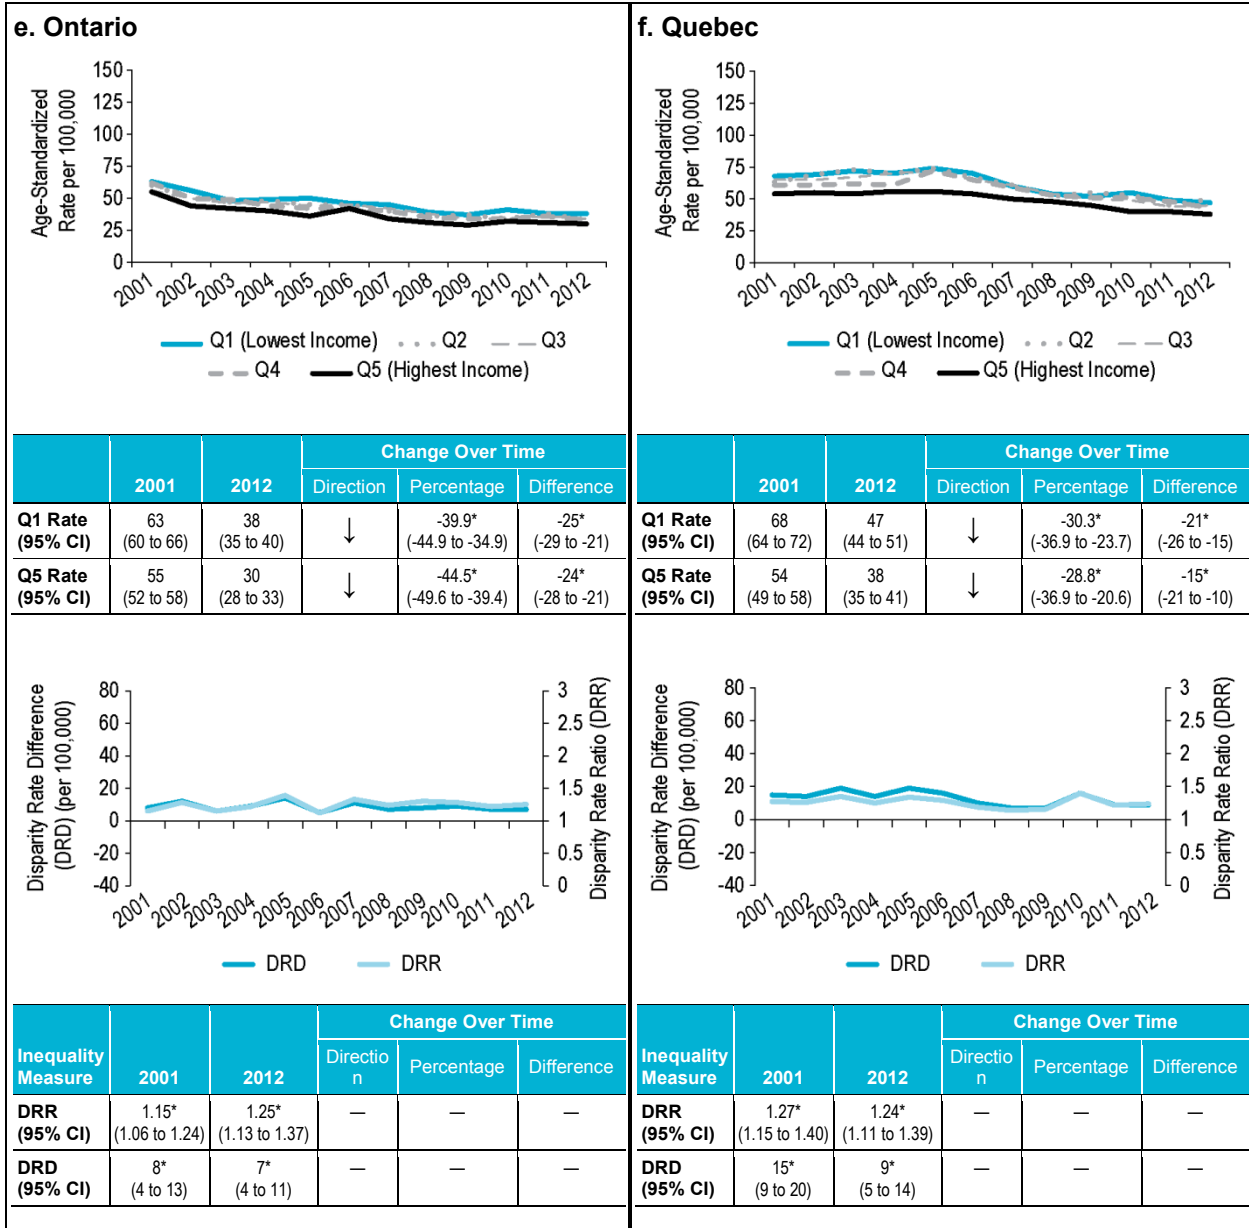 e. Ontario
Age-Standardized
Rate per 100,000
150
125
100
75
50
25
0
2001 2002 2003 2004 2005 2006 2007 2008 2009 2010 2011 2012
Q1 (Lowest Income) Q2 Q3
Q4 Q5 (Highest Income)
Change Over Time
2001 2012 Direction Percentage Difference
Q1 Rate 63 38 ↓ -39.9* -25*
(95% CI) (60 to 66) (35 to 40) (-44.9 to -34.9) (-29 to -21)
Q5 Rate 55 30 ↓ -44.5* -24*
(95% CI) (52 to 58) (28 to 33) (-49.6 to -39.4) (-28 to -21)
Disparity Rate Difference
(DRD) (per 100,000)
80
60
40
20
0
-20
-40
3
2.5
2
1.5
1
0.5
0
Disparity Rate Ratio (DRR)
2001 2002 2003 2004 2005 2006 2007 2008 2009 2010 2011 2012
DRD DRR
Change Over Time
Inequality Directio
Measure 2001 2012 n Percentage Difference
DRR 1.15* 1.25* — — —
(95% CI) (1.06 to 1.24) (1.13 to 1.37)
DRD 8* 7* — — —
(95% CI) (4 to 13) (4 to 11)
f. Quebec
Age-Standardized
Rate per 100,000
150
125
100
75
50
25
0
2001 2002 2003 2004 2005 2006 2007 2008 2009 2010 2011 2012
Q1 (Lowest Income) Q2 Q3
Q4 Q5 (Highest Income)
Change Over Time
2001 2012 Direction Percentage Difference
Q1 Rate 68 47 ↓ -30.3* -21*
(95% CI) (64 to 72) (44 to 51) (-36.9 to -23.7) (-26 to -15)
Q5 Rate 54 38 ↓ -28.8* -15*
(95% CI) (49 to 58) (35 to 41) (-36.9 to -20.6) (-21 to -10)
Disparity Rate Difference
(DRD) (per 100,000)
80
60
40
20
0
-20
-40
3
2.5
2
1.5
1
0.5
0
Disparity Rate Ratio (DRR)
2001 2002 2003 2004 2005 2006 2007 2008 2009 2010 2011 2012
DRD DRR
Change Over Time
Inequality Directio
Measure 2001 2012 n Percentage Difference
DRR 1.27* 1.24* — — —
(95% CI) (1.15 to 1.40) (1.11 to 1.39)
DRD 15* 9* — — —
(95% CI) (9 to 20) (5 to 14)